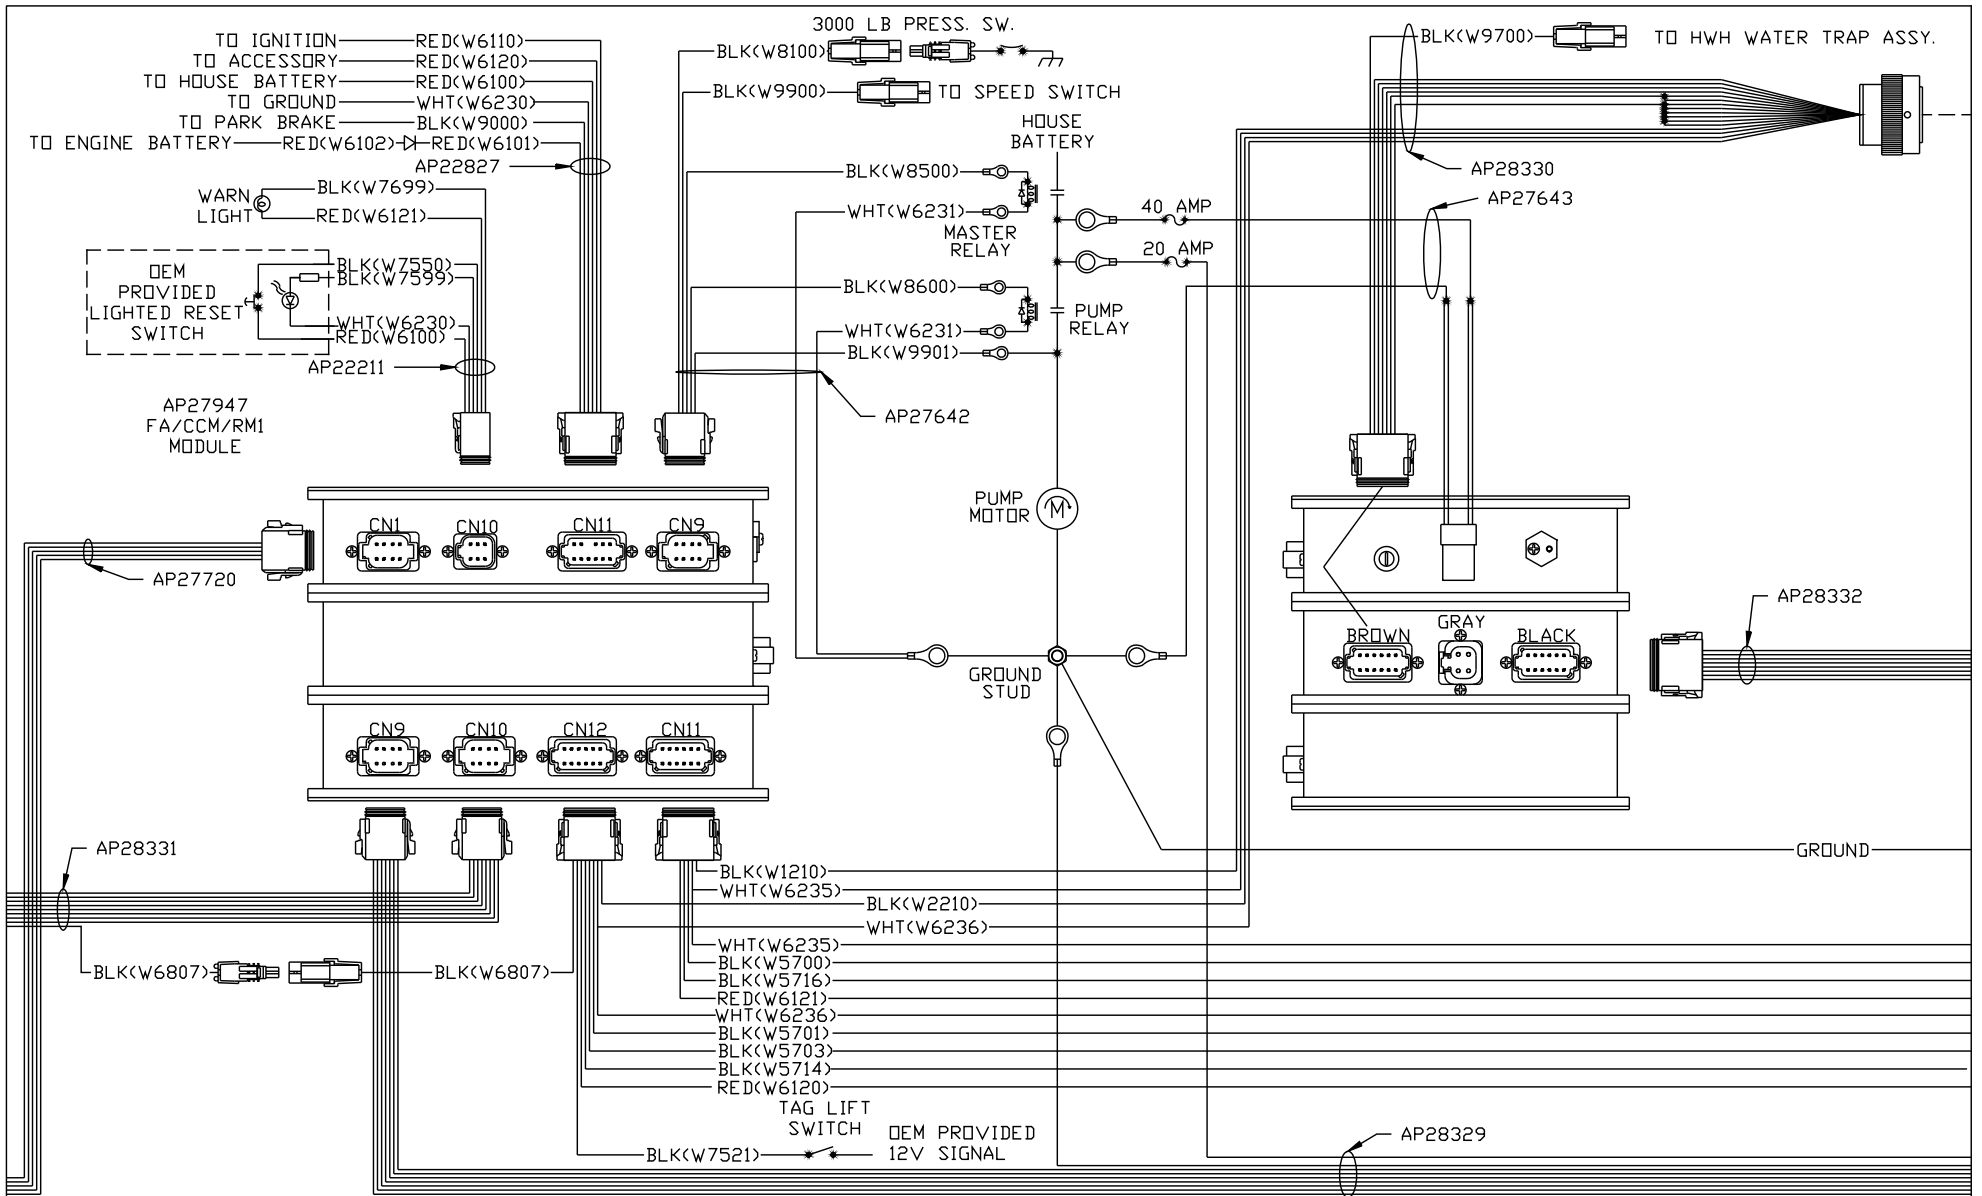 3000 LB PRESS. SW.
TO IGNITION RED(W6110)
TO ACCESSORY RED(W6120)
TO HOUSE BATTERY RED(W6100)
TO GROUND WHT(W6230)
TO PARK BRAKE BLK(W9000)
TO ENGINE BATTERY RED(W6102) RED(W6101)
AP22827
BLK(W8100)
BLK(W9900) TO SPEED SWITCH
HOUSE
BATTERY
BLK(W9700) TO HWH WATER TRAP ASSY.
AP28330
AP27643
WARN
LIGHT
BLK(W7699)
RED(W6121)
BLK(W8500)
WHT(W6231)
MASTER
RELAY
40 AMP
20 AMP
OEM
PROVIDED
LIGHTED RESET
SWITCH
BLK(W7550)
BLK(W7599)
WHT(W6230)
RED(W6100)
AP22211
BLK(W8600)
WHT(W6231)
BLK(W9901)
PUMP
RELAY
AP27642
AP27947
FA/CCM/RM1
MODULE
PUMP
MOTOR
M
CN1 CN10 CN11 CN9
AP27720
AP28332
BROWN GRAY BLACK
GROUND
STUD
CN9 CN10 CN12 CN11
AP28331
GROUND
BLK(W1210)
WHT(W6235)
BLK(W2210)
WHT(W6236)
WHT(W6235)
BLK(W5700)
BLK(W6807) BLK(W6807)
BLK(W5716)
RED(W6121)
WHT(W6236)
BLK(W5701)
BLK(W5703)
BLK(W5714)
RED(W6120)
TAG LIFT
SWITCH
BLK(W7521)
OEM PROVIDED
12V SIGNAL
AP28329